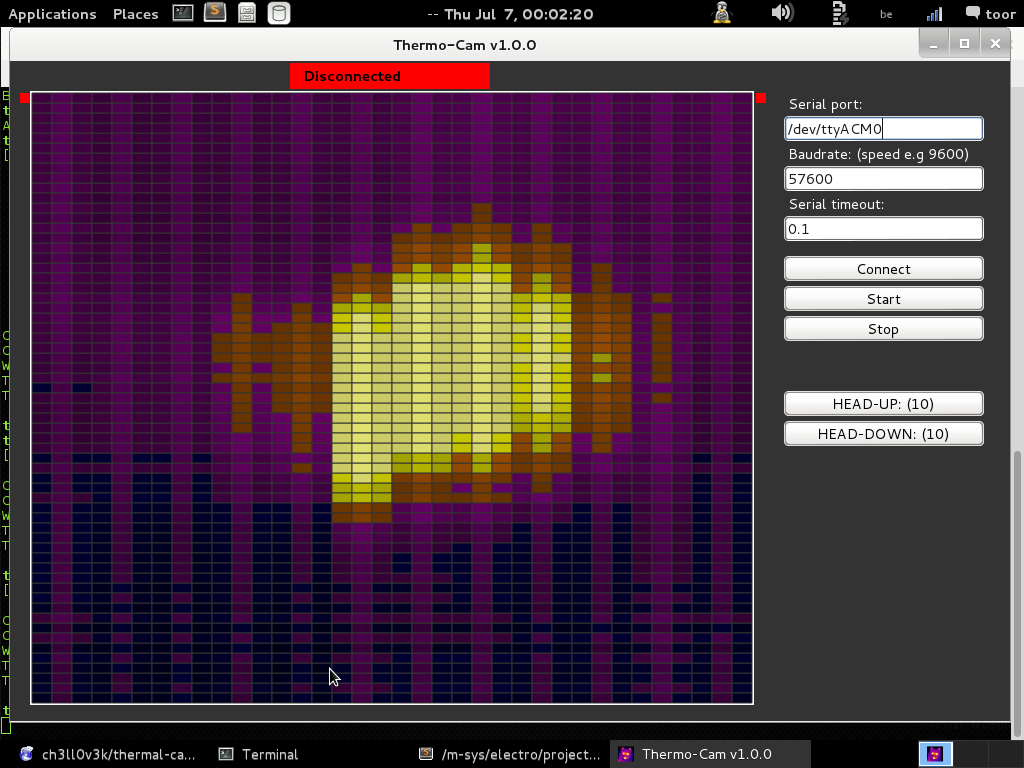 Applications Places -- Thu Jul 7, 00:02:20 be toor
Thermo-Cam v1.0.0
Disconnected
Serial port:
/dev/ttyACM0
Baudrate: (speed e.g 9600)
57600
Serial timeout:
0.1
Connect
Start
Stop
HEAD-UP: (10)
HEAD-DOWN: (10)
ch3ll0v3k/thermal-ca... Terminal /m-sys/electro/project... Thermo-Cam v1.0.0